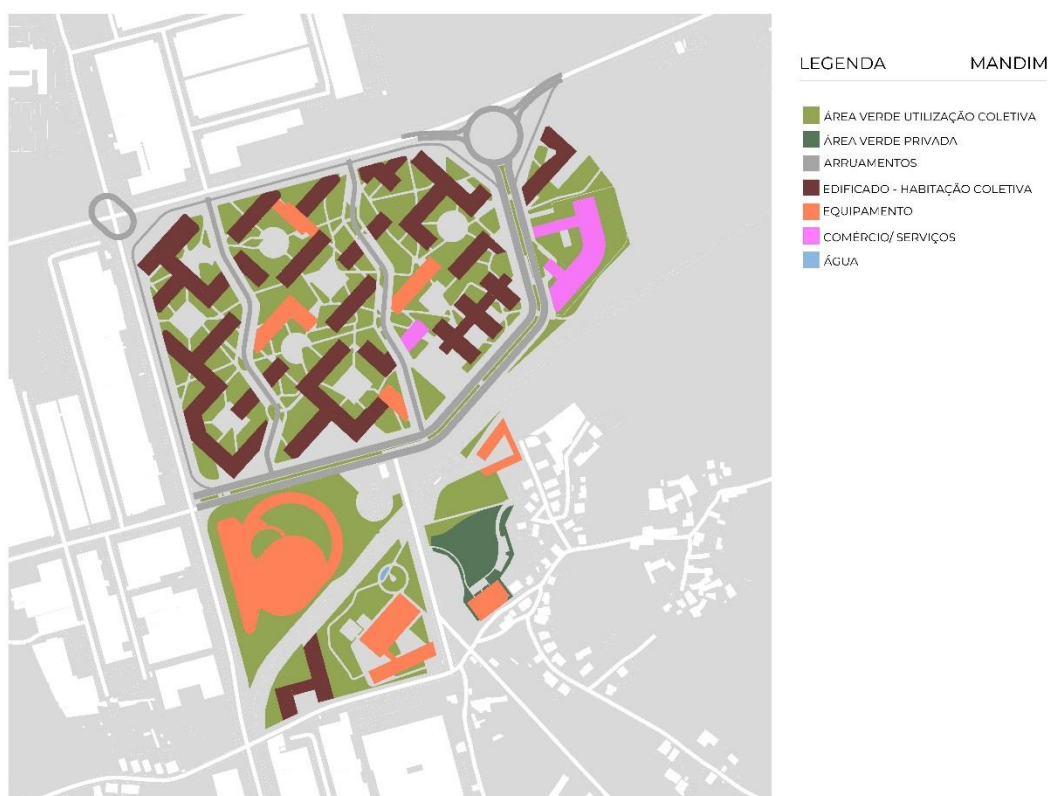 LEGENDA MANDIM
ÁREA VERDE UTILIZAÇÃO COLETIVA
ÁREA VERDE PRIVADA
ARRUAMENTOS
EDIFICADO - HABITAÇÃO COLETIVA
EQUIPAMENTO
COMÉRCIO/ SERVIÇOS
ÁGUA